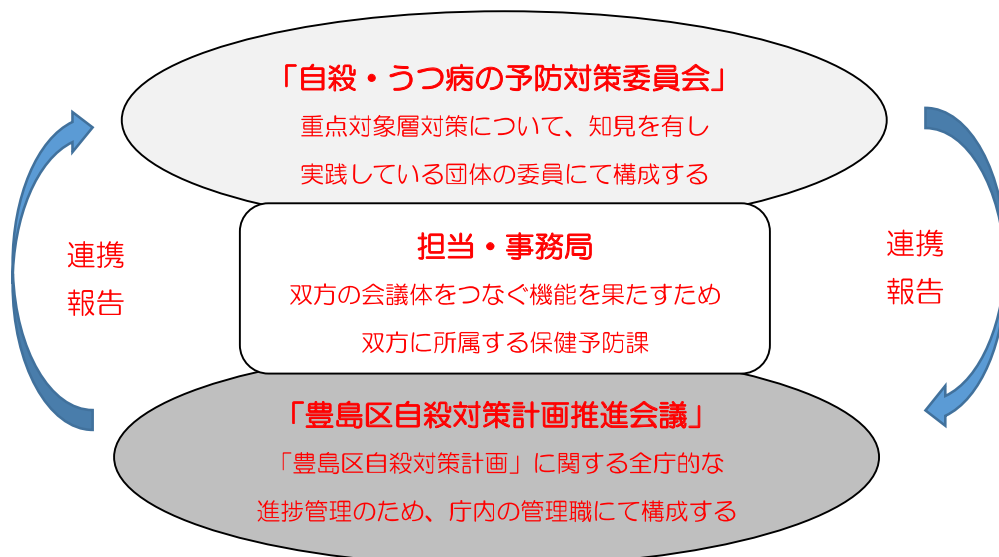 「自殺・うつ病の予防対策委員会」
重点対象層対策について、知見を有し
実践している団体の委員にて構成する
連携
報告
担当・事務局
双方の会議体をつなぐ機能を果たすため
双方に所属する保健予防課
連携
報告
「豊島区自殺対策計画推進会議」
「豊島区自殺対策計画」に関する全庁的な
進捗管理のため、庁内の管理職にて構成する